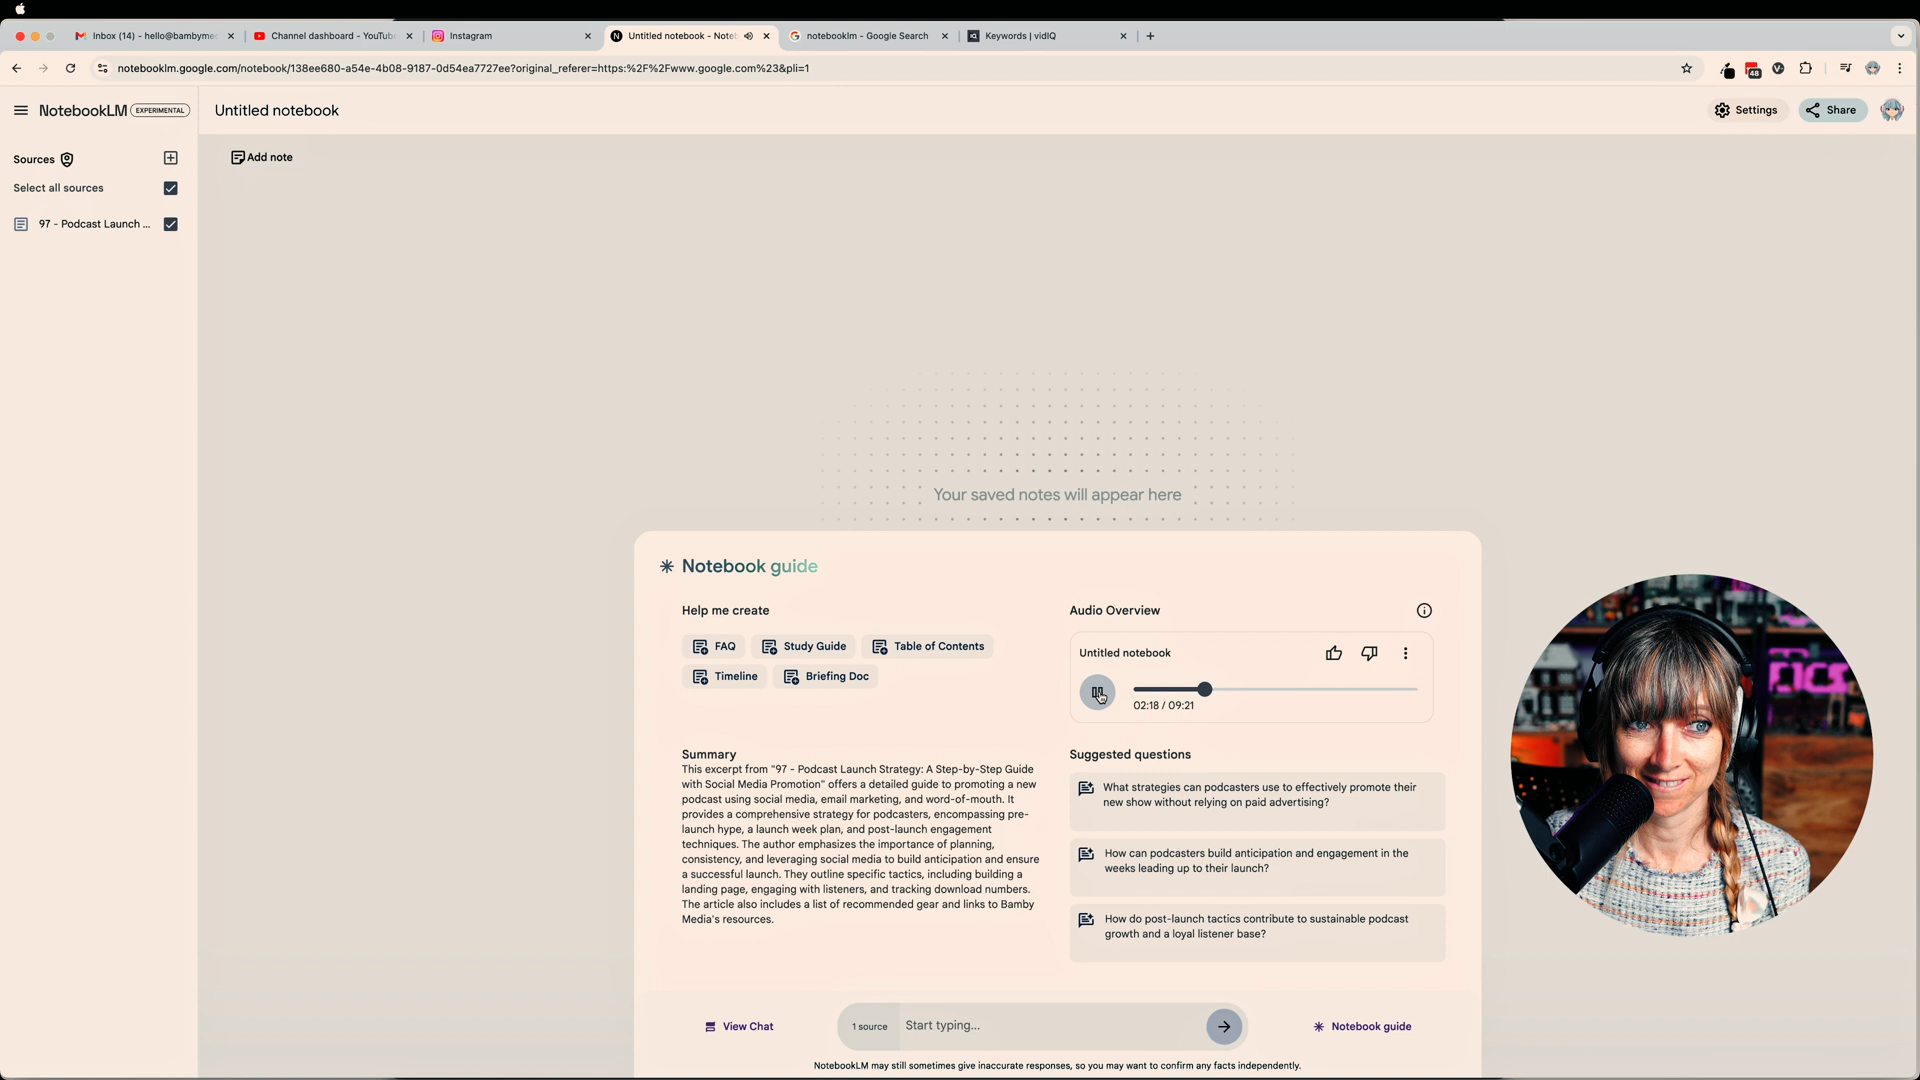 Inbox (14) - hello@bambymed
Channel dashboard - YouTube
Instagram
Untitled notebook - Noteb
notebooklm - Google Search
Keywords | vidIQ
notebooklm.google.com/notebook/138ee680-a54e-4b08-9187-0d54ea7727ee?original_referer=https:%2F%2Fwww.google.com%23&pli=1
48
NotebookLM EXPERIMENTAL
Untitled notebook
Settings
Share
Sources
Add note
Select all sources
97 - Podcast Launch ...
Your saved notes will appear here
Notebook guide
Help me create
FAQ
Study Guide
Table of Contents
Timeline
Briefing Doc
Audio Overview
Untitled notebook
02:18 / 09:21
Summary
This excerpt from "97 - Podcast Launch Strategy: A Step-by-Step Guide
with Social Media Promotion" offers a detailed guide to promoting a new
podcast using social media, email marketing, and word-of-mouth. It
provides a comprehensive strategy for podcasters, encompassing pre-
launch hype, a launch week plan, and post-launch engagement
techniques. The author emphasizes the importance of planning,
consistency, and leveraging social media to build anticipation and ensure
a successful launch. They outline specific tactics, including building a
landing page, engaging with listeners, and tracking download numbers.
The article also includes a list of recommended gear and links to Bamby
Media's resources.
Suggested questions
What strategies can podcasters use to effectively promote their
new show without relying on paid advertising?
How can podcasters build anticipation and engagement in the
weeks leading up to their launch?
How do post-launch tactics contribute to sustainable podcast
growth and a loyal listener base?
View Chat
1 source
Start typing...
Notebook guide
NotebookLM may still sometimes give inaccurate responses, so you may want to confirm any facts independently.